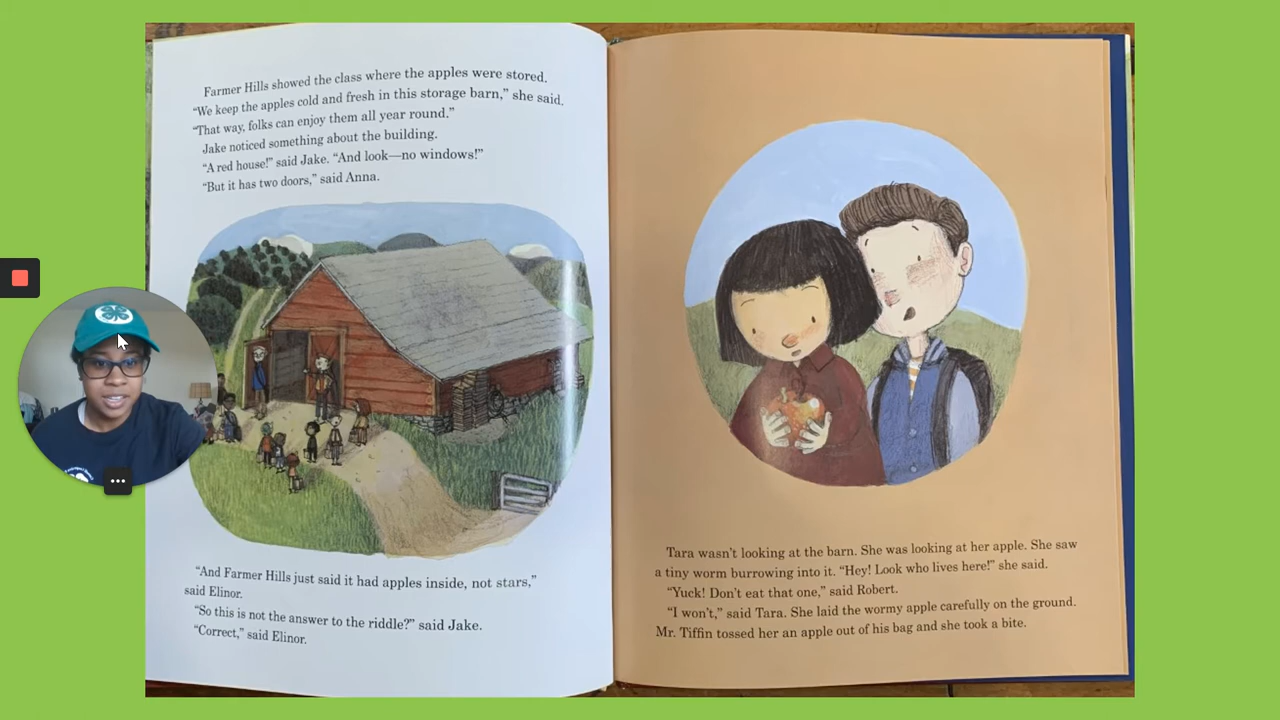 Farmer Hills showed the class where the apples were stored.
“We keep the apples cold and fresh in this storage barn,” she said.
“That way, folks can enjoy them all year round.”
Jake noticed something about the building.
“A red house!” said Jake. “And look—no windows!”
“But it has two doors,” said Anna.
“And Farmer Hills just said it had apples inside, not stars,”
said Elinor.
“So this is not the answer to the riddle?” said Jake.
“Correct,” said Elinor.
Tara wasn’t looking at the barn. She was looking at her apple. She saw
a tiny worm burrowing into it. “Hey! Look who lives here!” she said.
“Yuck! Don’t eat that one,” said Robert.
“I won’t,” said Tara. She laid the wormy apple carefully on the ground.
Mr. Tiffin tossed her an apple out of his bag and she took a bite.